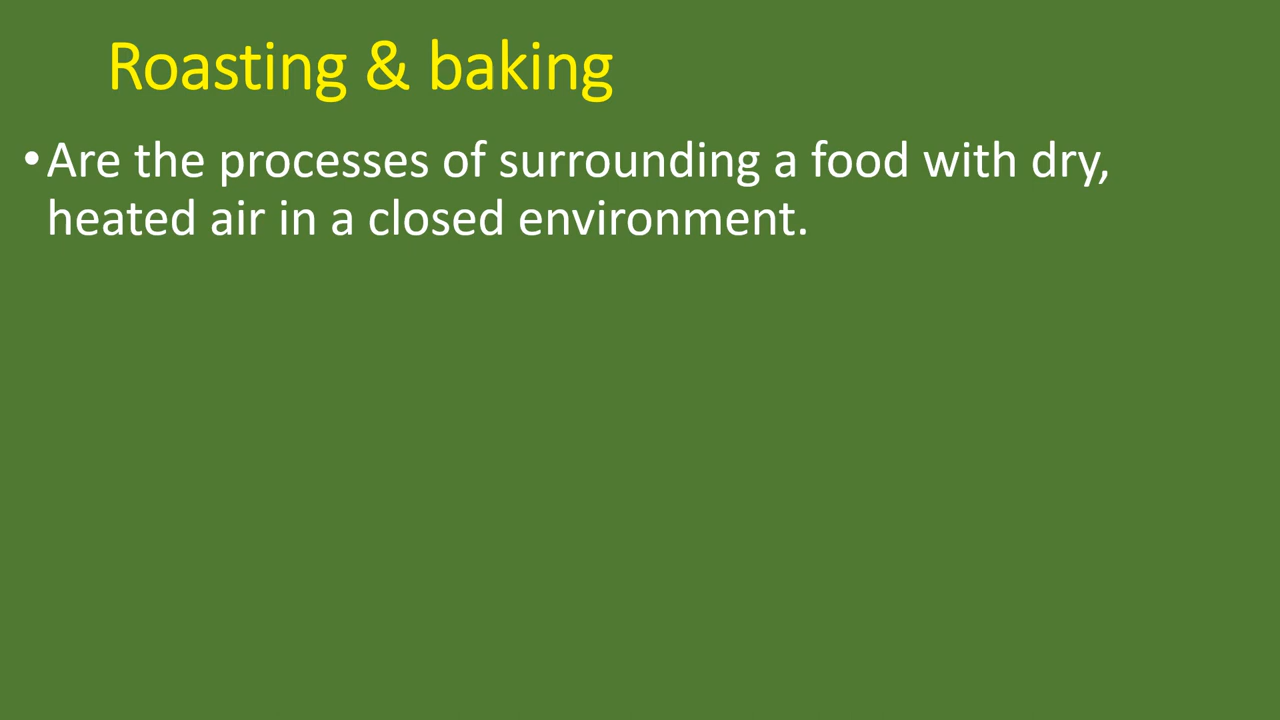 Roasting & baking
•Are the processes of surrounding a food with dry,
heated air in a closed environment.